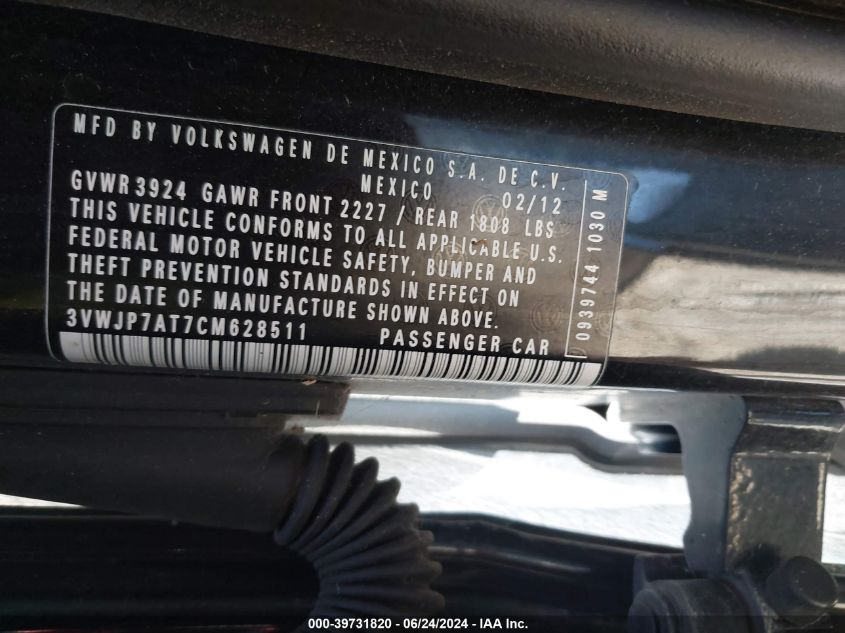 MFD BY VOLKSWAGEN DE MEXICO S.A. DE C.V.
MEXICO 02/12
GVWR 3924 GAWR FRONT 2227 / REAR 1808 LBS
THIS VEHICLE CONFORMS TO ALL APPLICABLE U.S.
FEDERAL MOTOR VEHICLE SAFETY, BUMPER AND
THEFT PREVENTION STANDARDS IN EFFECT ON
THE DATE OF MANUFACTURE SHOWN ABOVE.
3VWJP7AT7CM628511 PASSENGER CAR
0939744 1030 M
000-39731820 - 06/24/2024 - IAA Inc.